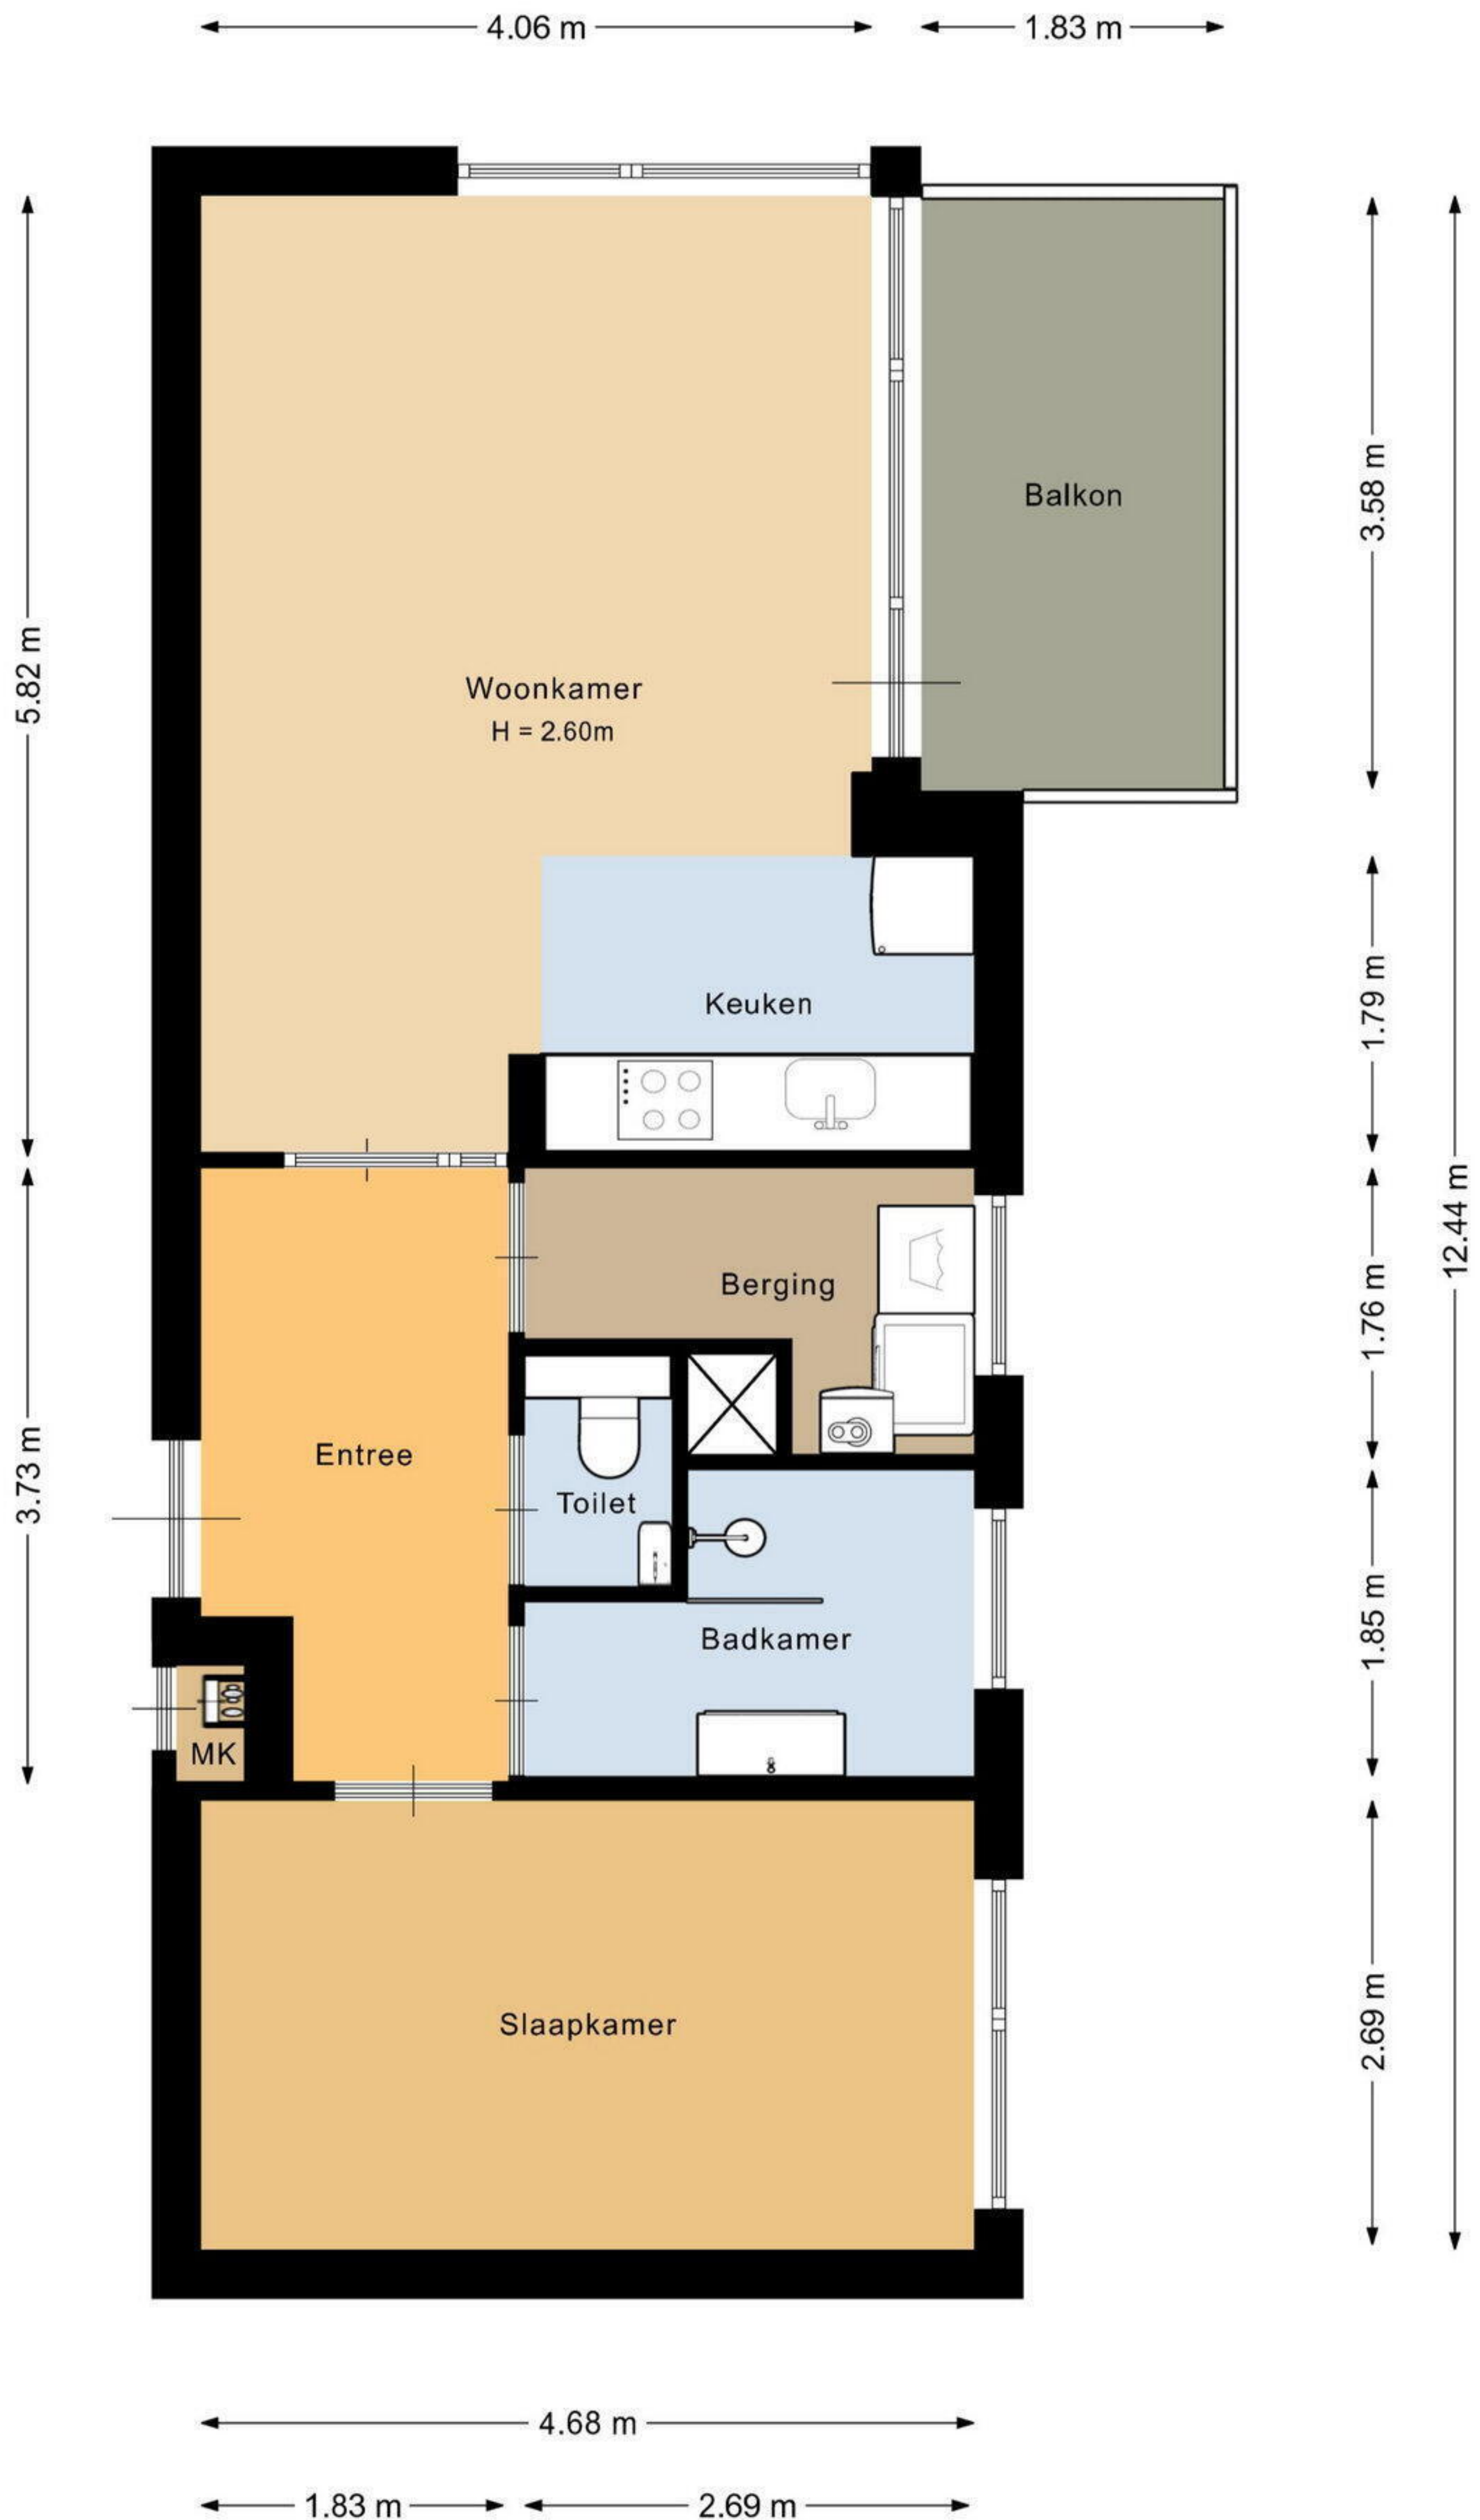 4.06 m
1.83 m
Balkon
3.58 m
5.82 m
Woonkamer
H = 2.60m
Keuken
1.79 m
12.44 m
Berging
1.76 m
Entree
3.73 m
Toilet
Badkamer
1.85 m
MK
Slaapkamer
2.69 m
4.68 m
1.83 m
2.69 m